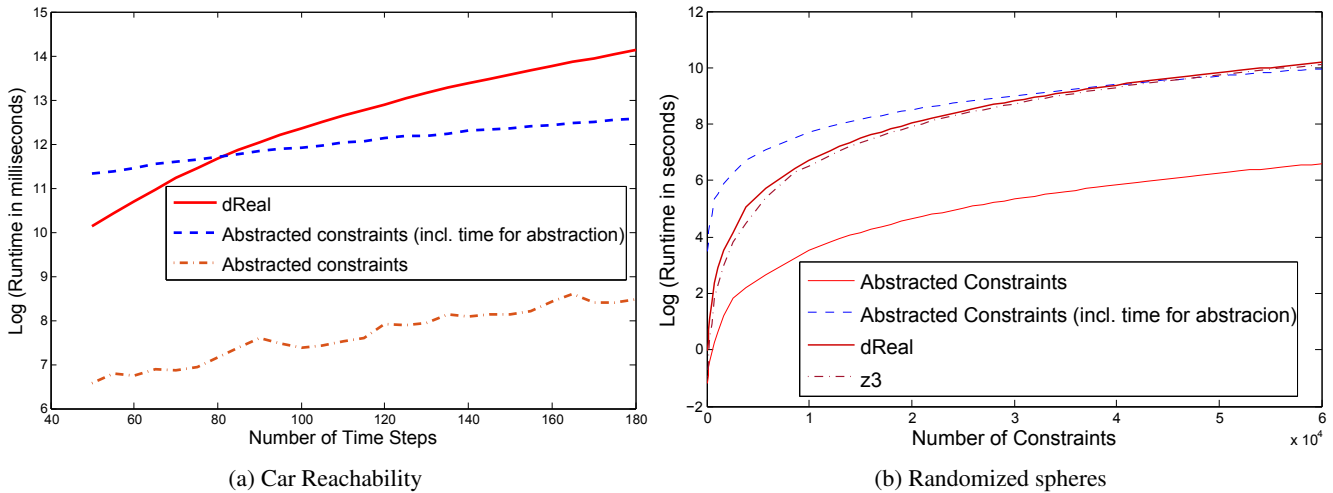 15
14
13
12
11
10
9
8
7
6
Log (Runtime in milliseconds)
40
60
80
100
120
140
160
180
Number of Time Steps
dReal
Abstracted constraints (incl. time for abstraction)
Abstracted constraints
(a) Car Reachability
12
10
8
6
4
2
0
−2
Log (Runtime in seconds)
0
1
2
3
4
5
6
x 10⁴
Number of Constraints
Abstracted Constraints
Abstracted Constraints (incl. time for abstracion)
dReal
z3
(b) Randomized spheres